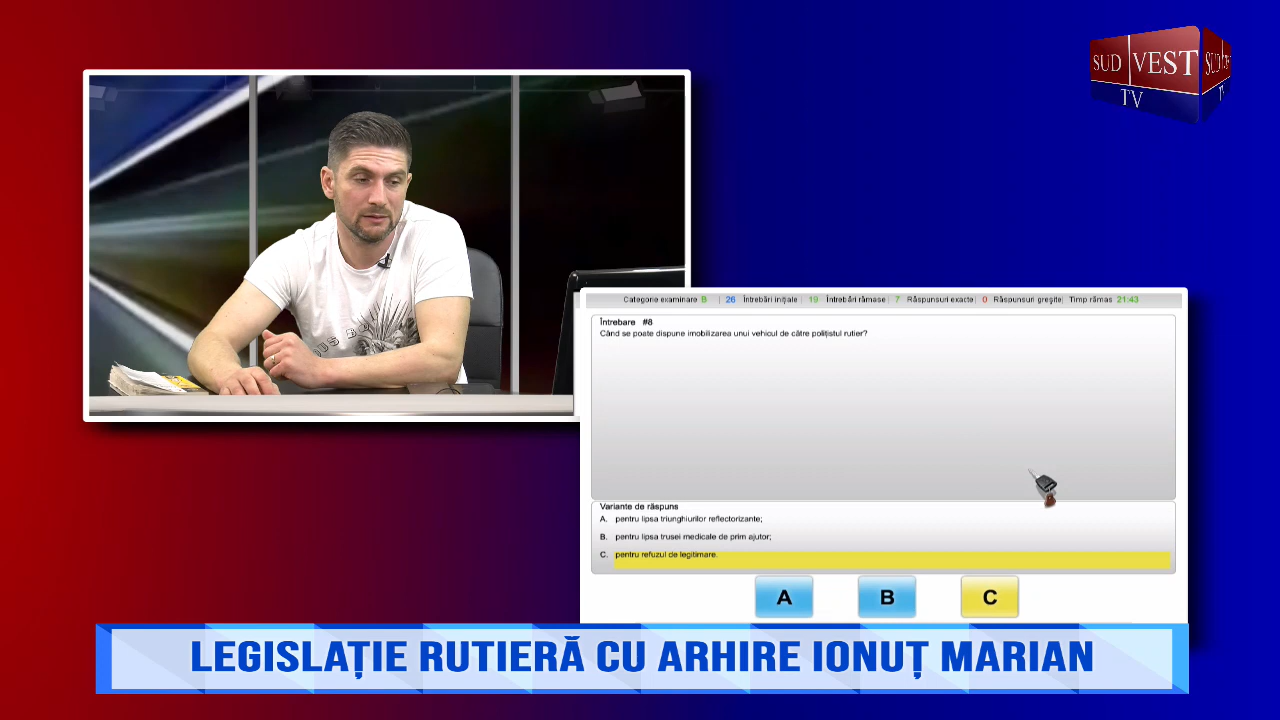 SUD VEST SUD
TV TV
Categorie examinare B | 26 Întrebări inițiale | 19 Întrebări rămase | 7 Răspunsuri exacte | 0 Răspunsuri greșite | Timp rămas 21:43
Întrebare #8
Când se poate dispune imobilizarea unui vehicul de către polițistul rutier?
Variante de răspuns
A. pentru lipsa triunghiurilor reflectorizante;
B. pentru lipsa trusei medicale de prim ajutor;
C. pentru refuzul de legitimare.
A B C
LEGISLAȚIE RUTIERĂ CU ARHIRE IONUȚ MARIAN